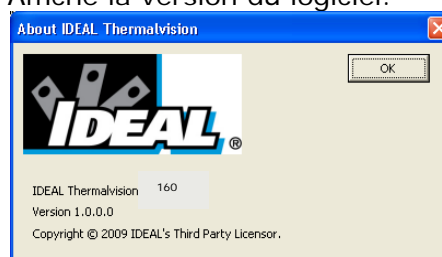 Affiche la version du logiciel.
About IDEAL Thermalvision
OK
IDEAL®
IDEAL Thermalvision 160
Version 1.0.0.0
Copyright © 2009 IDEAL's Third Party Licensor.